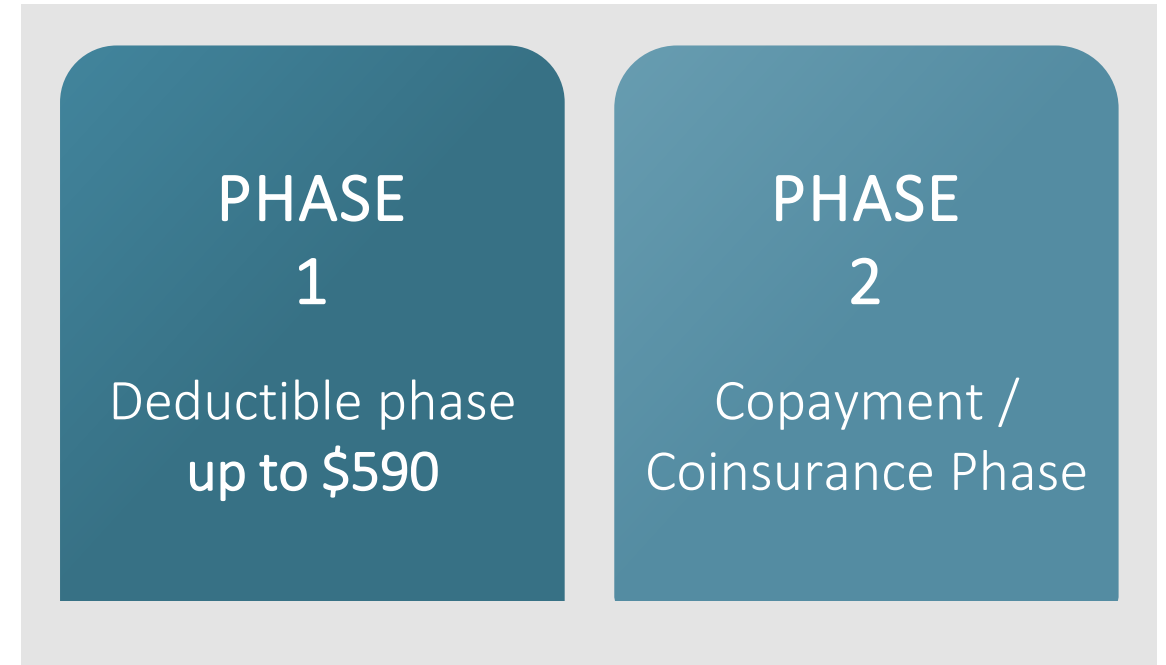 PHASE
1
Deductible phase
up to $590
PHASE
2
Copayment /
Coinsurance Phase